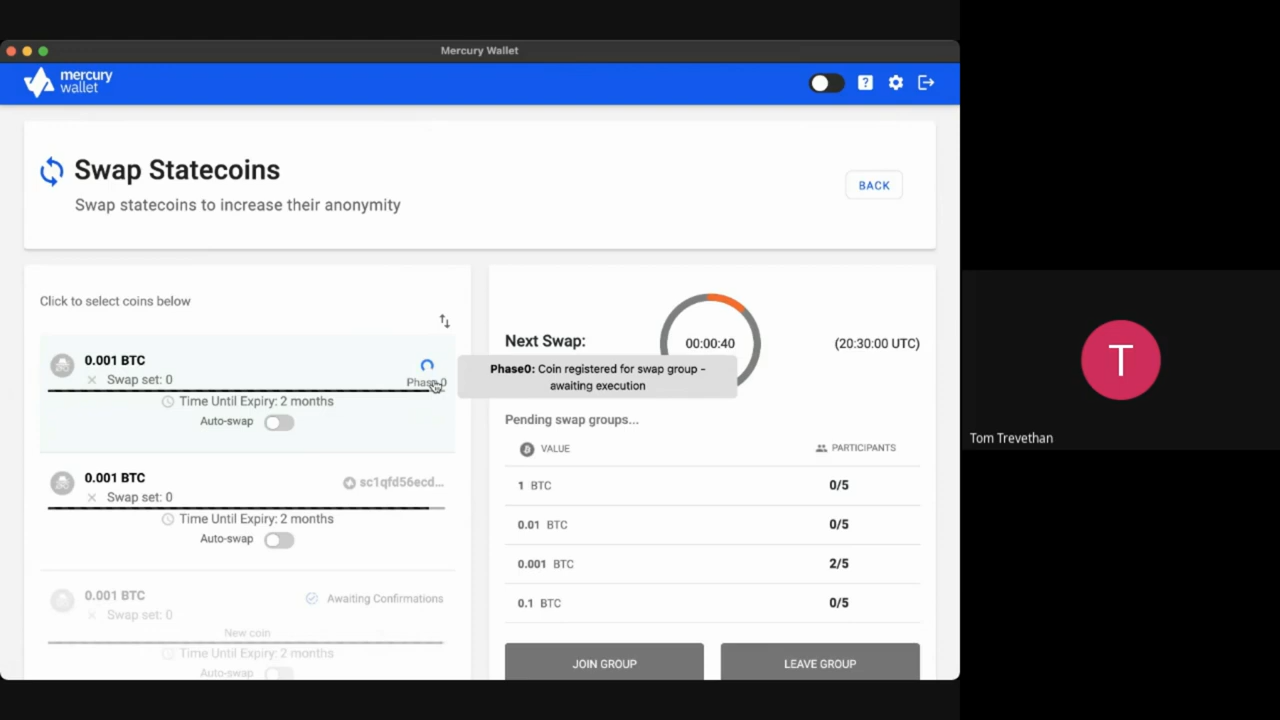 Mercury Wallet
mercury
wallet
?
Swap Statecoins
Swap statecoins to increase their anonymity
BACK
Click to select coins below
0.001 BTC
Swap set: 0
Phase0
Time Until Expiry: 2 months
Auto-swap
0.001 BTC
sc1qfd56ecd...
Swap set: 0
Time Until Expiry: 2 months
Auto-swap
0.001 BTC
Awaiting Confirmations
Swap set: 0
New coin
Time Until Expiry: 2 months
Auto-swap
Next Swap:
00:00:40
(20:30:00 UTC)
Phase0: Coin registered for swap group -
awaiting execution
Pending swap groups...
VALUE PARTICIPANTS
1 BTC 0/5
0.01 BTC 0/5
0.001 BTC 2/5
0.1 BTC 0/5
JOIN GROUP
LEAVE GROUP
T
Tom Trevethan